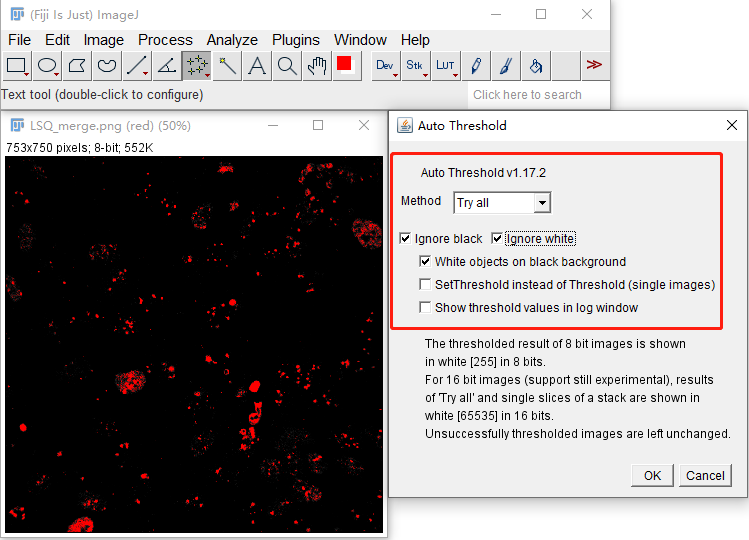 (Fiji Is Just) ImageJ
File Edit Image Process Analyze Plugins Window Help
A Dev Stk LUT >>
Text tool (double-click to configure)
Click here to search
LSQ_merge.png (red) (50%)
753x750 pixels; 8-bit; 552K
Auto Threshold
Auto Threshold v1.17.2
Method Try all
Ignore black Ignore white
White objects on black background
SetThreshold instead of Threshold (single images)
Show threshold values in log window
The thresholded result of 8 bit images is shown
in white [255] in 8 bits.
For 16 bit images (support still experimental), results
of 'Try all' and single slices of a stack are shown in
white [65535] in 16 bits.
Unsuccessfully thresholded images are left unchanged.
OK Cancel